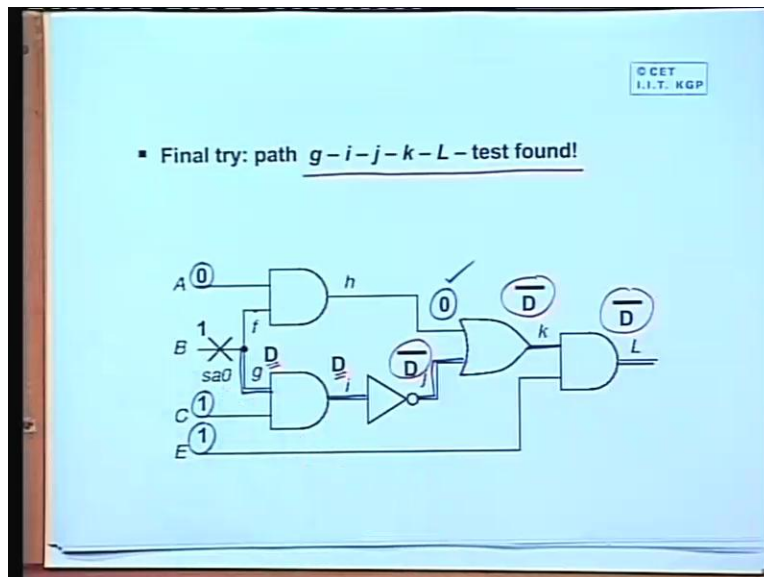 © CET
I.I.T. KGP
▪ Final try: path g – i – j – k – L – test found!
A 0 h 0 D̅ D̅
B 1 f k L
sa0 g D D D̅ j
i
C 1
E 1